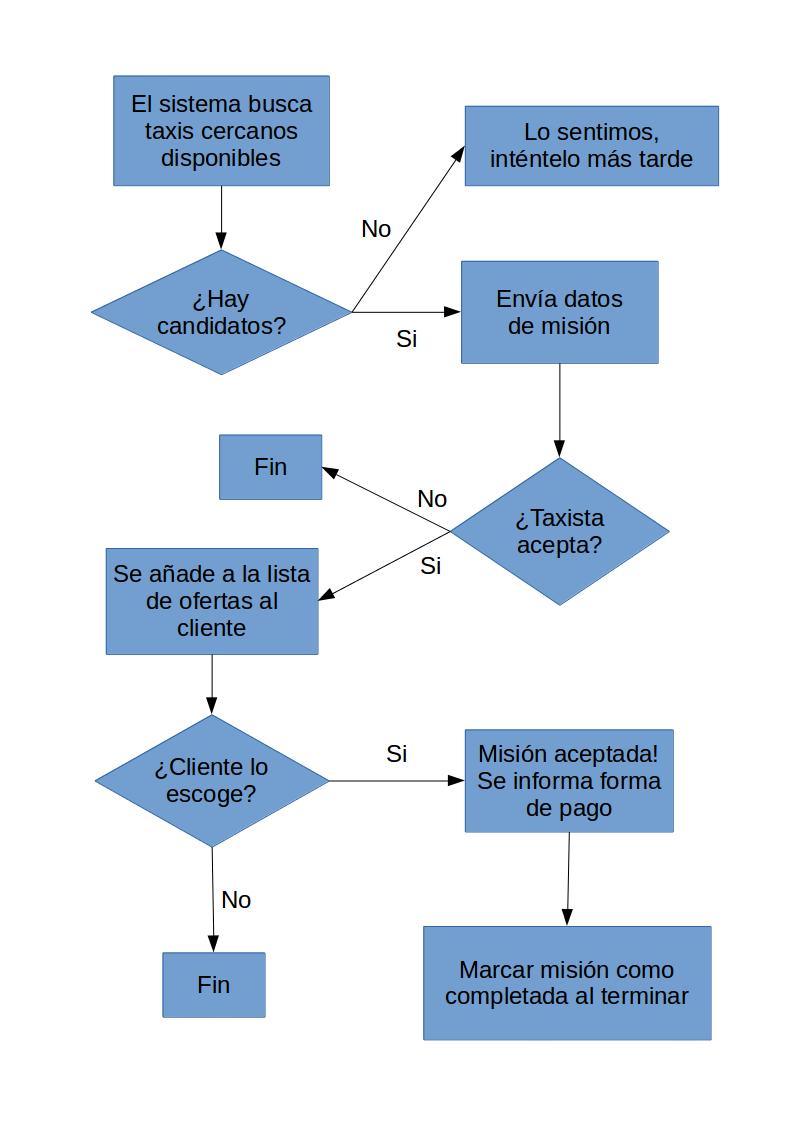 El sistema busca
taxis cercanos
disponibles
Lo sentimos,
inténtelo más tarde
No
¿Hay
candidatos?
Si
Envía datos
de misión
Fin
No
¿Taxista
acepta?
Si
Se añade a la lista
de ofertas al
cliente
¿Cliente lo
escoge?
Si
Misión aceptada!
Se informa forma
de pago
No
Fin
Marcar misión como
completada al terminar